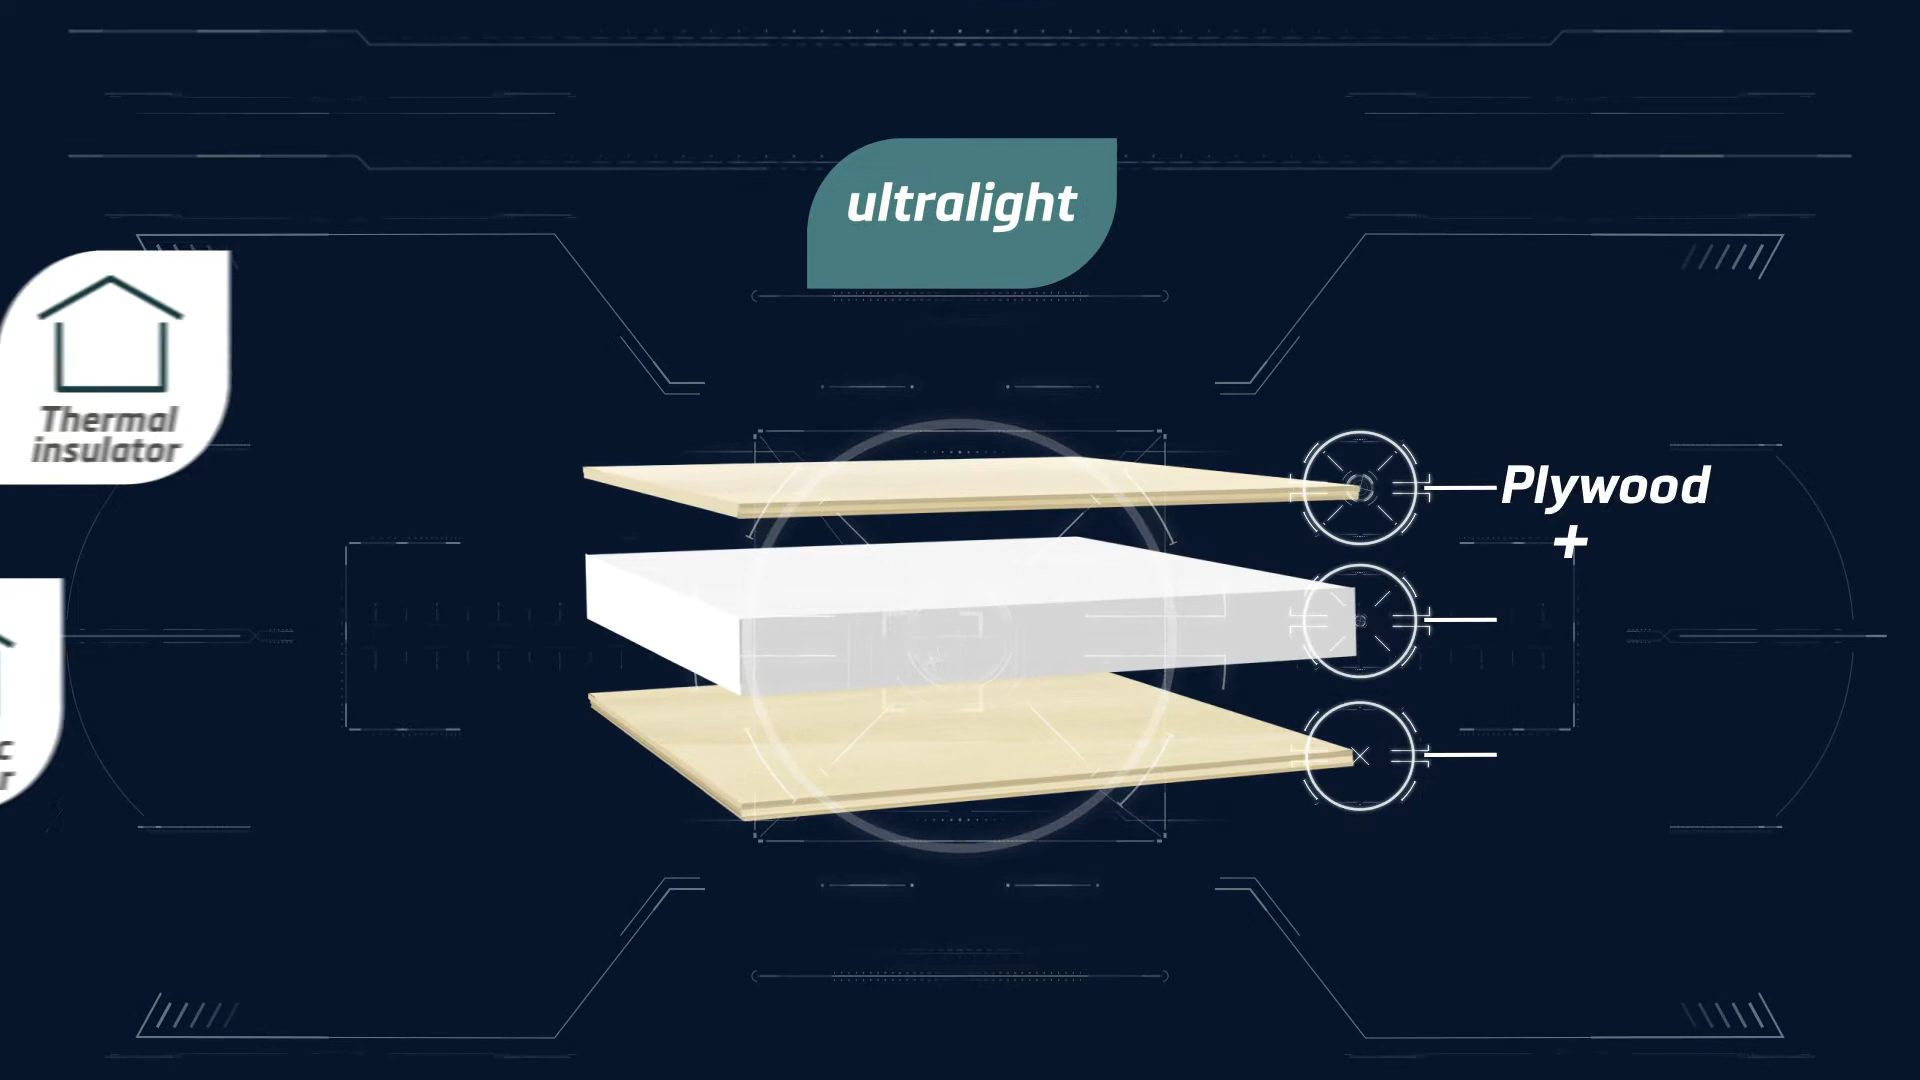 ultralight
Thermal
insulator
Plywood
+